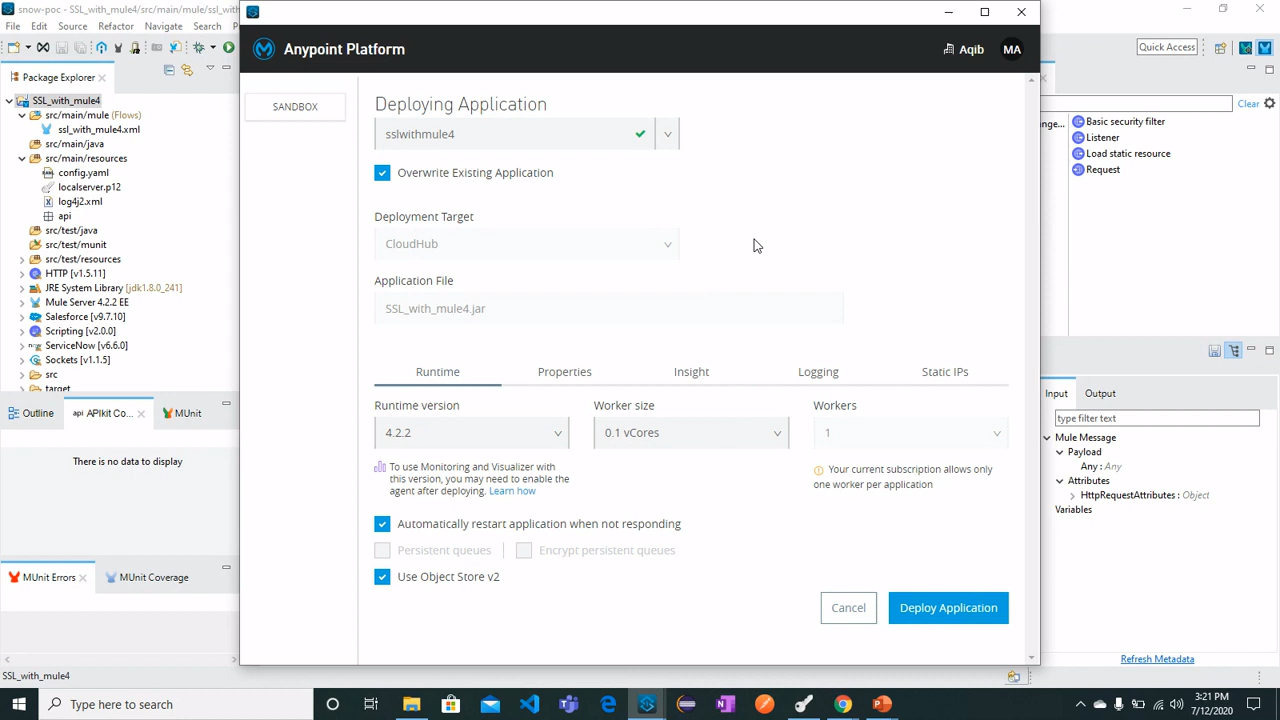 snow-poc - SSL_with_mule4/src/main/mule/ssl_wit
File Edit Source Refactor Navigate Search
Quick Access
Package Explorer
SSL_with_mule4
src/main/mule (Flows)
ssl_with_mule4.xml
src/main/java
src/main/resources
config.yaml
localserver.p12
log4j2.xml
api
src/test/java
src/test/munit
src/test/resources
HTTP [v1.5.11]
JRE System Library [jdk1.8.0_241]
Mule Server 4.2.2 EE
Salesforce [v9.7.10]
Scripting [v2.0.0]
ServiceNow [v6.6.0]
Sockets [v1.1.5]
src
target
Outline
api APIkit Co...
MUnit
There is no data to display
MUnit Errors
MUnit Coverage
SSL_with_mule4
Anypoint Platform
Aqib
MA
SANDBOX
Deploying Application
sslwithmule4
Overwrite Existing Application
Deployment Target
CloudHub
Application File
SSL_with_mule4.jar
Runtime
Properties
Insight
Logging
Static IPs
Runtime version
Worker size
Workers
4.2.2
0.1 vCores
1
To use Monitoring and Visualizer with
this version, you may need to enable the
agent after deploying. Learn how
Your current subscription allows only
one worker per application
Automatically restart application when not responding
Persistent queues
Encrypt persistent queues
Use Object Store v2
Cancel
Deploy Application
Clear
ange...
Basic security filter
Listener
Load static resource
Request
Input
Output
type filter text
Mule Message
Payload
Any : Any
Attributes
HttpRequestAttributes : Object
Variables
Refresh Metadata
Type here to search
3:21 PM
7/12/2020